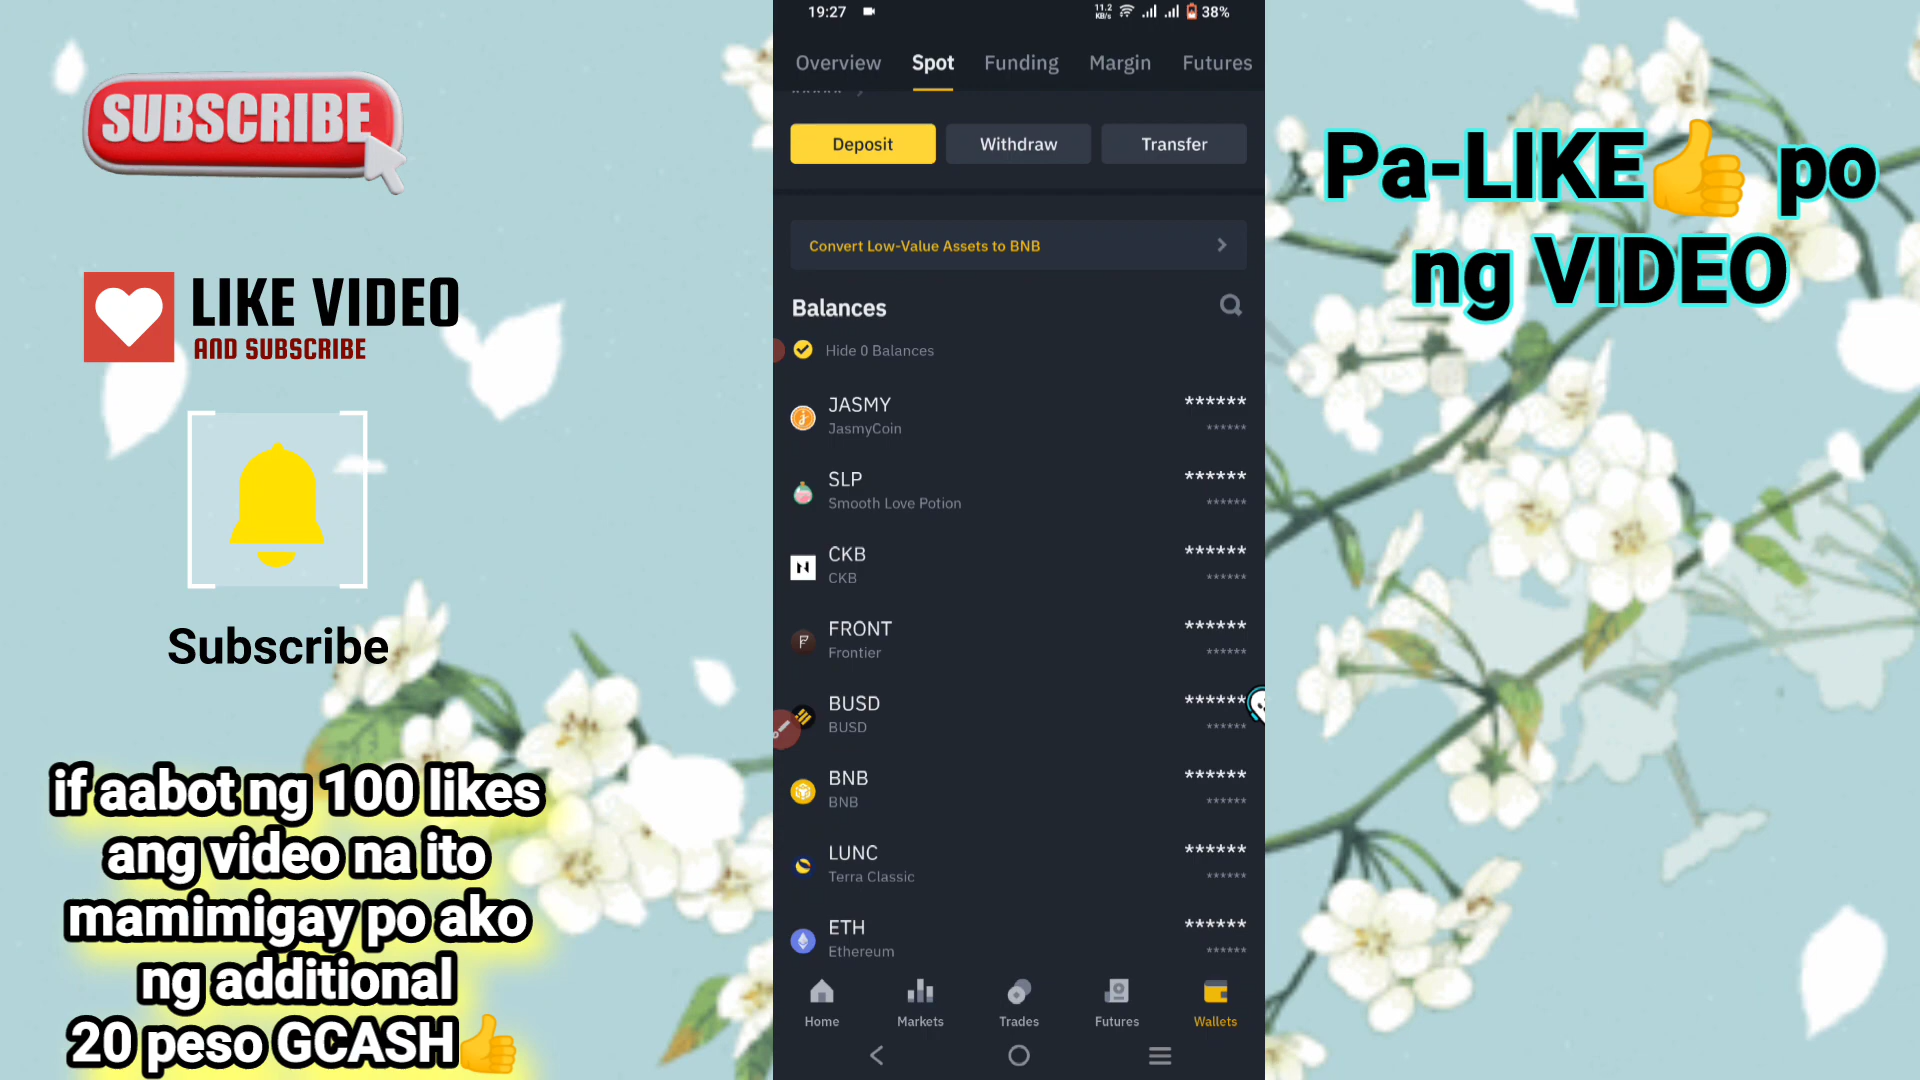 SUBSCRIBE
LIKE VIDEO
AND SUBSCRIBE
Subscribe
if aabot ng 100 likes
ang video na ito
mamimigay po ako
ng additional
20 peso GCASH👍
19:27
11.2
KB/s
38%
Overview Spot Funding Margin Futures
Deposit Withdraw Transfer
Convert Low-Value Assets to BNB
Balances
Hide 0 Balances
JASMY ******
JasmyCoin ******
SLP ******
Smooth Love Potion ******
CKB ******
CKB ******
FRONT ******
Frontier ******
BUSD ******
BUSD ******
BNB ******
BNB ******
LUNC ******
Terra Classic ******
ETH ******
Ethereum ******
Home Markets Trades Futures Wallets
Pa-LIKE👍 po
ng VIDEO